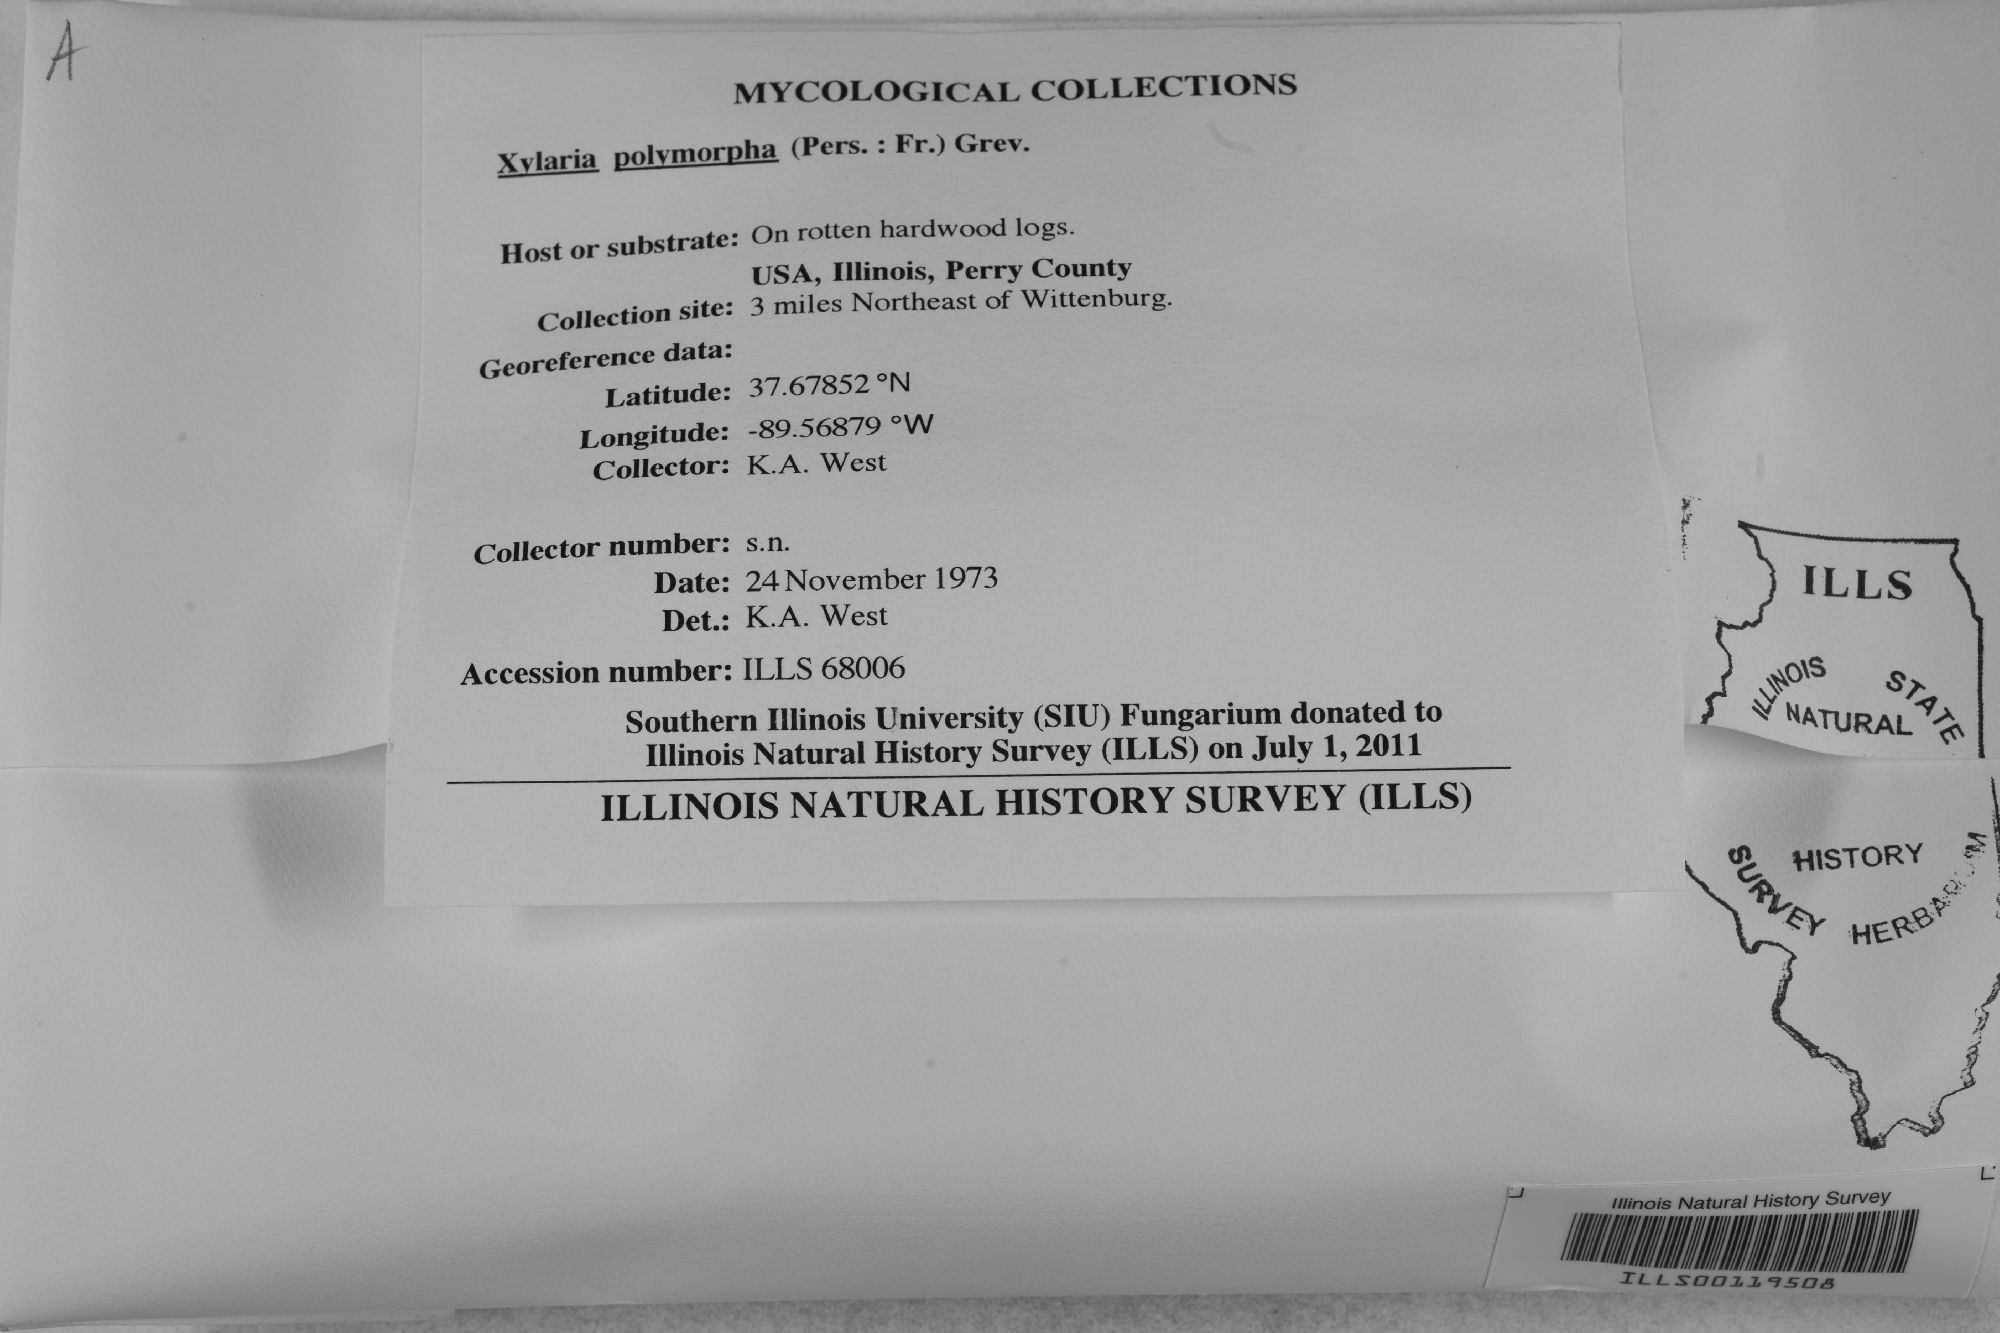 A
MYCOLOGICAL COLLECTIONS
Xylaria polymorpha (Pers. : Fr.) Grev.
Host or substrate: On rotten hardwood logs.
USA, Illinois, Perry County
Collection site: 3 miles Northeast of Wittenburg.
Georeference data:
Latitude: 37.67852 °N
Longitude: -89.56879 °W
Collector: K.A. West
Collector number: s.n.
Date: 24 November 1973
Det.: K.A. West
Accession number: ILLS 68006
Southern Illinois University (SIU) Fungarium donated to
Illinois Natural History Survey (ILLS) on July 1, 2011
ILLINOIS NATURAL HISTORY SURVEY (ILLS)
ILLS
ILLINOIS STATE
NATURAL
HISTORY
SURVEY HERBARIUM
Illinois Natural History Survey
ILLS00119508